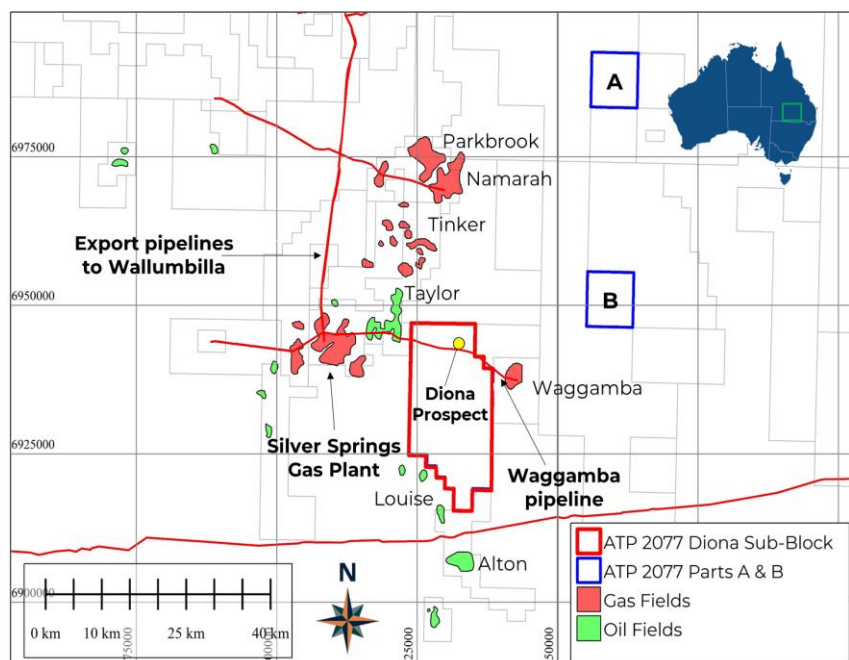 A
6975000
Parkbrook
Namarah
Tinker
Export pipelines
to Wallumbilla
Taylor
6950000
B
Diona
Prospect
Waggamba
Silver Springs
Gas Plant
6925000
Waggamba
pipeline
Louise
Alton
N
6900000
0 km
10 km
25 km
40 km
75000
25000
50000
ATP 2077 Diona Sub-Block
ATP 2077 Parts A & B
Gas Fields
Oil Fields